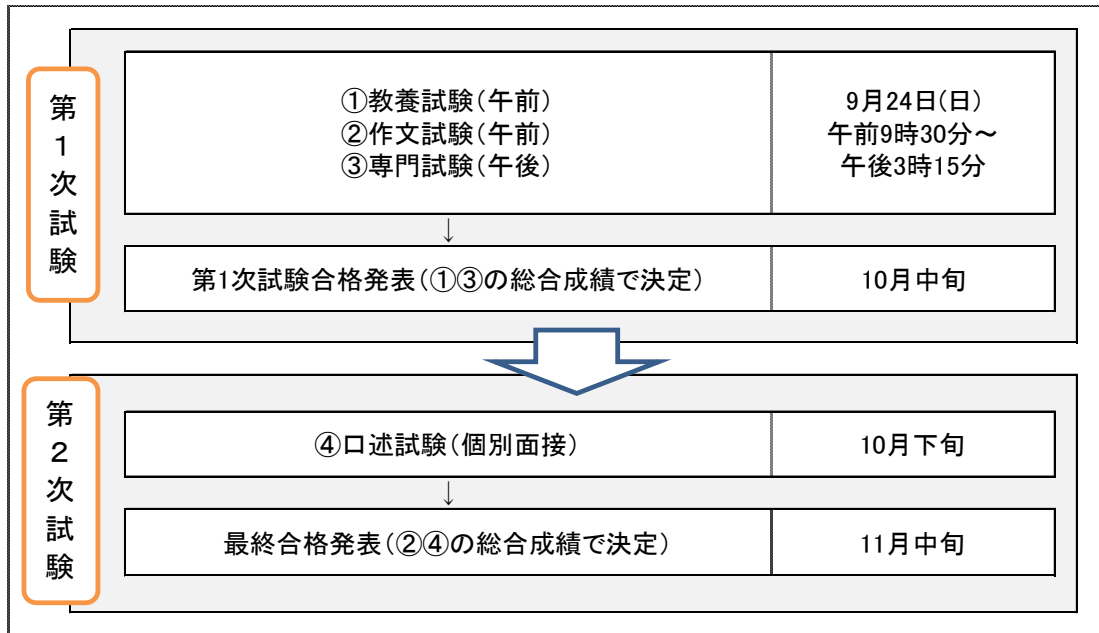 第1次試験
①教養試験(午前)
②作文試験(午前)
③専門試験(午後)
9月24日(日)
午前9時30分～
午後3時15分
↓
第1次試験合格発表(①③の総合成績で決定)
10月中旬
第2次試験
④口述試験(個別面接)
10月下旬
↓
最終合格発表(②④の総合成績で決定)
11月中旬